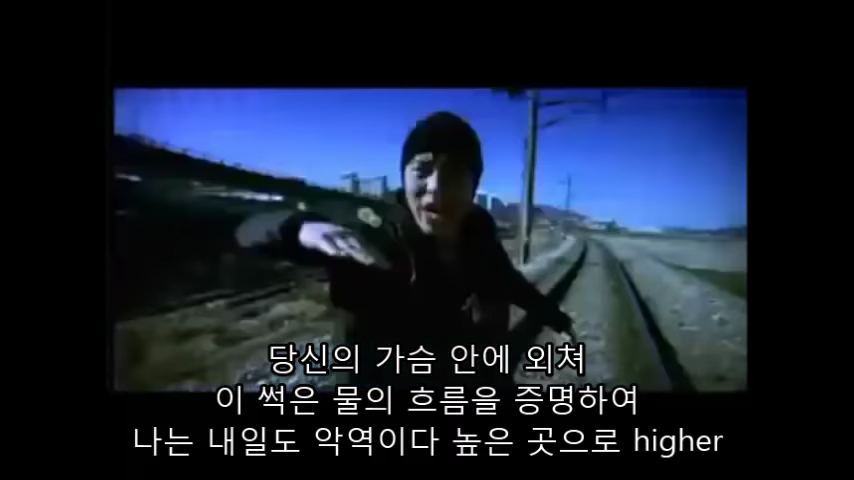 당신의 가슴 안에 외쳐
이 썩은 물의 흐름을 증명하여
나는 내일도 악역이다 높은 곳으로 higher